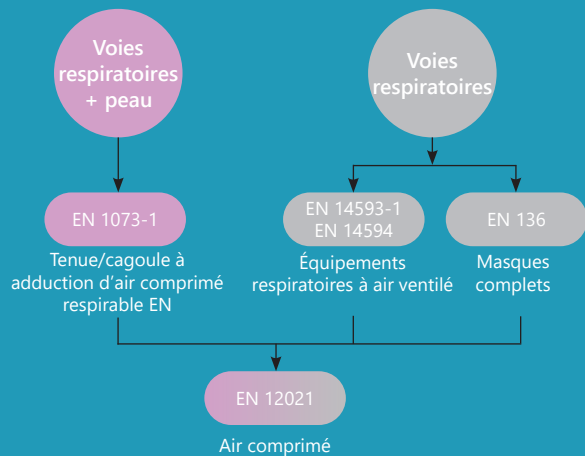 Voies
respiratoires
+ peau
Voies
respiratoires
EN 1073-1
Tenue/cagoule à
adduction d'air comprimé
respirable EN
EN 14593-1
EN 14594
Équipements
respiratoires à air ventilé
EN 136
Masques
complets
EN 12021
Air comprimé